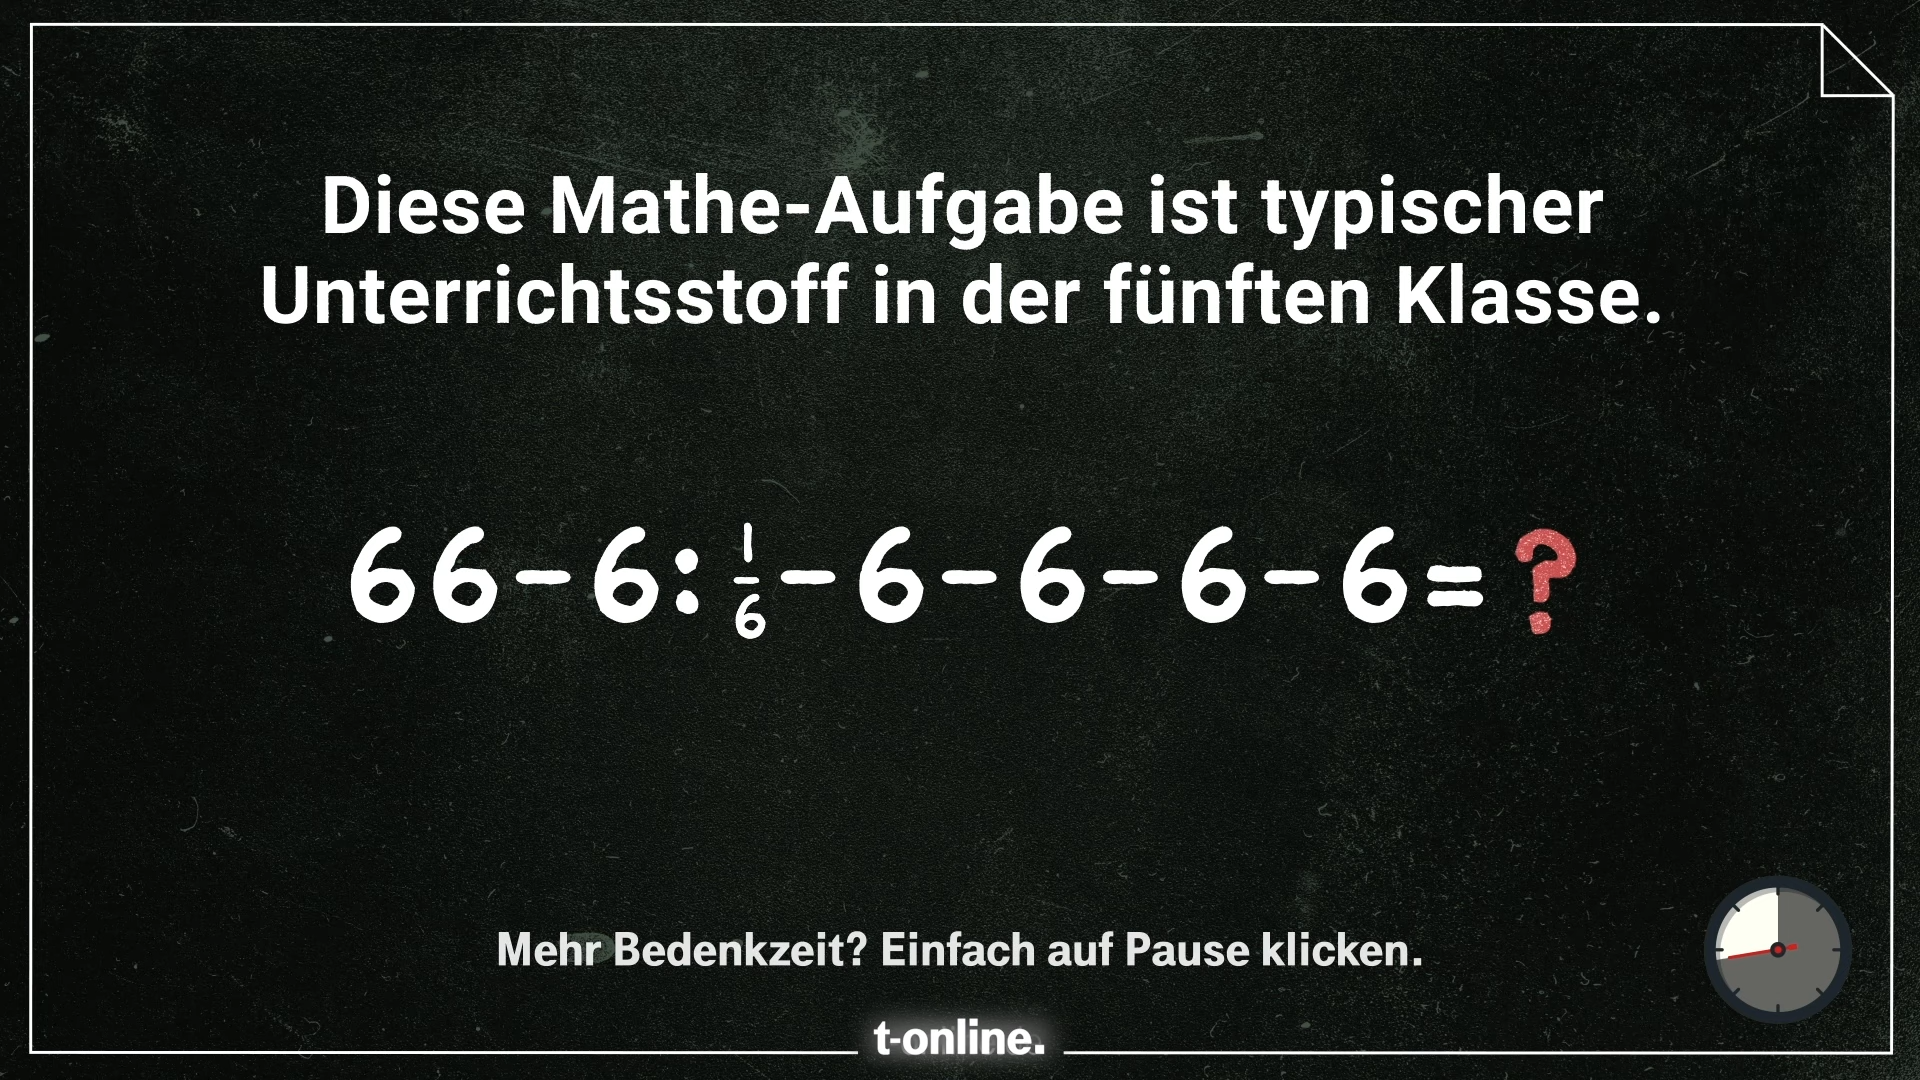 Diese Mathe-Aufgabe ist typischer
Unterrichtsstoff in der fünften Klasse.
66-6:1/6-6-6-6-6=?
Mehr Bedenkzeit? Einfach auf Pause klicken.
t-online.